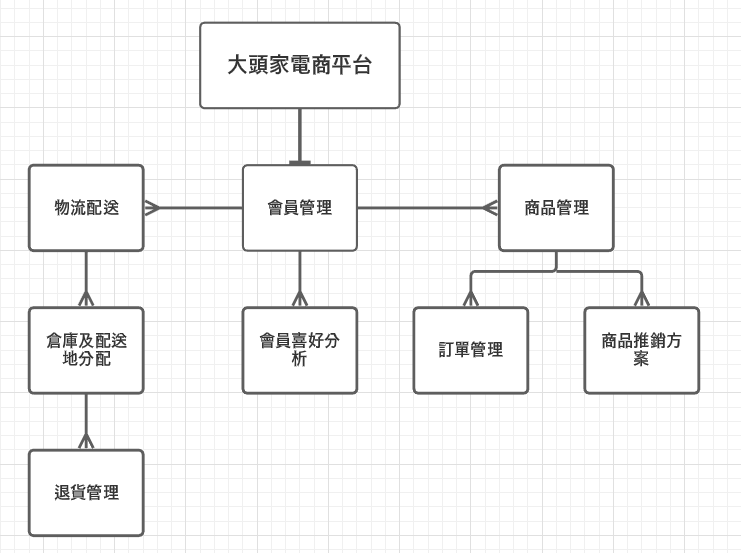 大頭家電商平台
物流配送
會員管理
商品管理
倉庫及配送
地分配
會員喜好分
析
訂單管理
商品推銷方
案
退貨管理